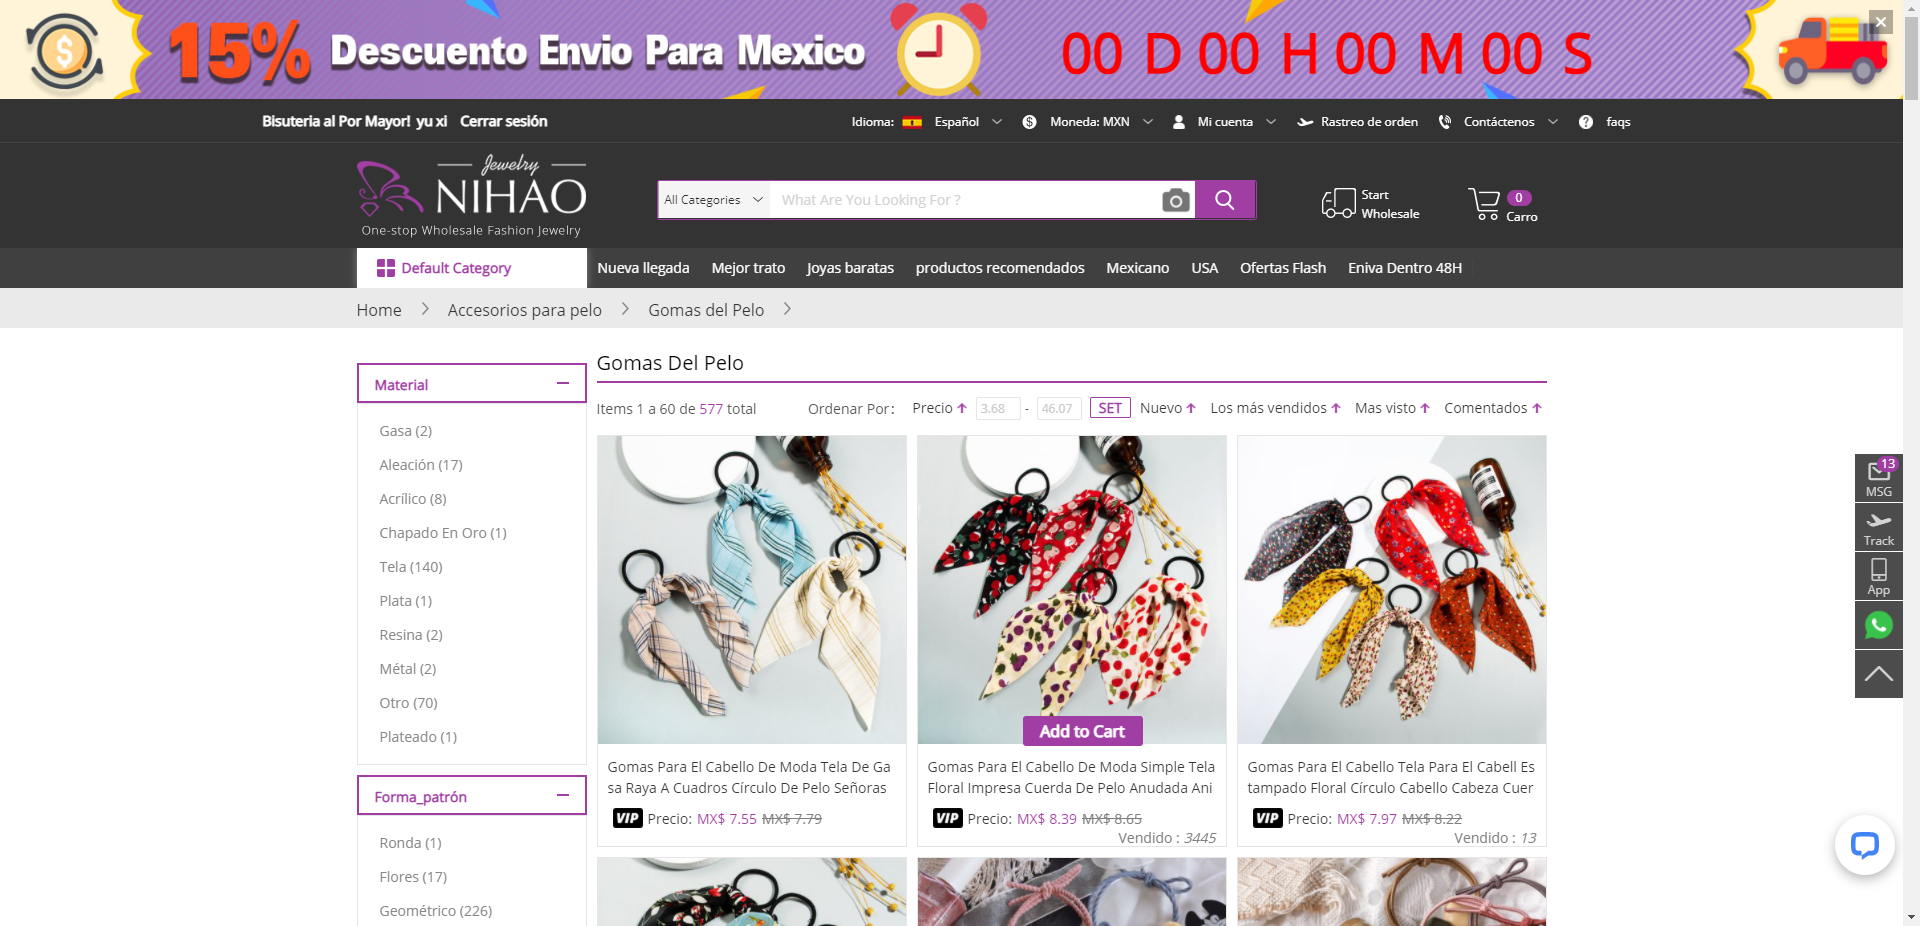 15% Descuento Envio Para Mexico 00 D 00 H 00 M 00 S
Bisuteria al Por Mayor! yu xi Cerrar sesión
Idioma: Español Moneda: MXN Mi cuenta Rastreo de orden Contáctenos faqs
Jewelry
NIHAO
One-stop Wholesale Fashion Jewelry
All Categories What Are You Looking For ?
Start
Wholesale
0
Carro
Default Category Nueva llegada Mejor trato Joyas baratas productos recomendados Mexicano USA Ofertas Flash Eniva Dentro 48H
Home Accesorios para pelo Gomas del Pelo
Material
Gasa (2)
Aleación (17)
Acrílico (8)
Chapado En Oro (1)
Tela (140)
Plata (1)
Resina (2)
Métal (2)
Otro (70)
Plateado (1)
Forma_patrón
Ronda (1)
Flores (17)
Geométrico (226)
Gomas Del Pelo
Items 1 a 60 de 577 total Ordenar Por: Precio 3.68 - 46.07 SET Nuevo Los más vendidos Mas visto Comentados
Gomas Para El Cabello De Moda Tela De Ga
sa Raya A Cuadros Círculo De Pelo Señoras
VIP Precio: MX$ 7.55 MX$ 7.79
Add to Cart
Gomas Para El Cabello De Moda Simple Tela
Floral Impresa Cuerda De Pelo Anudada Ani
VIP Precio: MX$ 8.39 MX$ 8.65
Vendido : 3445
Gomas Para El Cabello Tela Para El Cabell Es
tampado Floral Círculo Cabello Cabeza Cuer
VIP Precio: MX$ 7.97 MX$ 8.22
Vendido : 13
13
MSG
Track
App